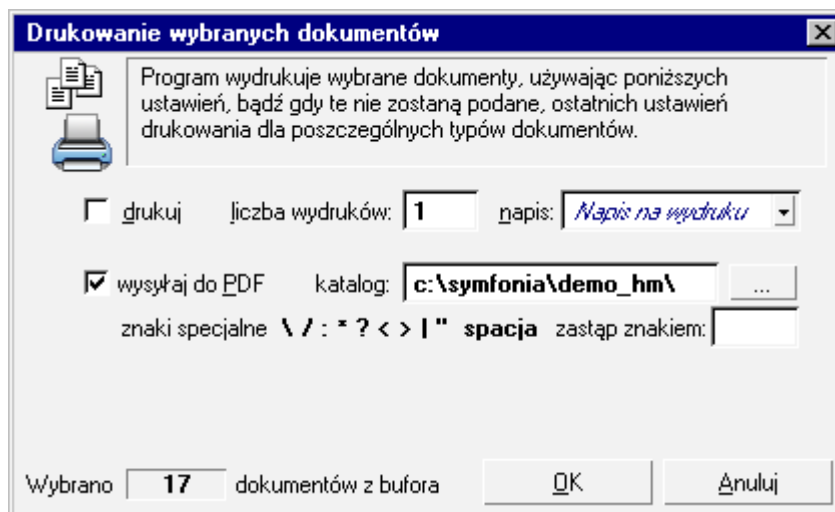 Drukowanie wybranych dokumentów
Program wydrukuje wybrane dokumenty, używając poniższych
ustawień, bądź gdy te nie zostaną podane, ostatnich ustawień
drukowania dla poszczególnych typów dokumentów.
drukuj liczba wydruków: 1 napis: Napis na wydruku
wysyłaj do PDF katalog: c:\symfonia\demo_hm\ ...
znaki specjalne \ / : * ? < > | " spacja zastąp znakiem:
Wybrano 17 dokumentów z bufora OK Anuluj